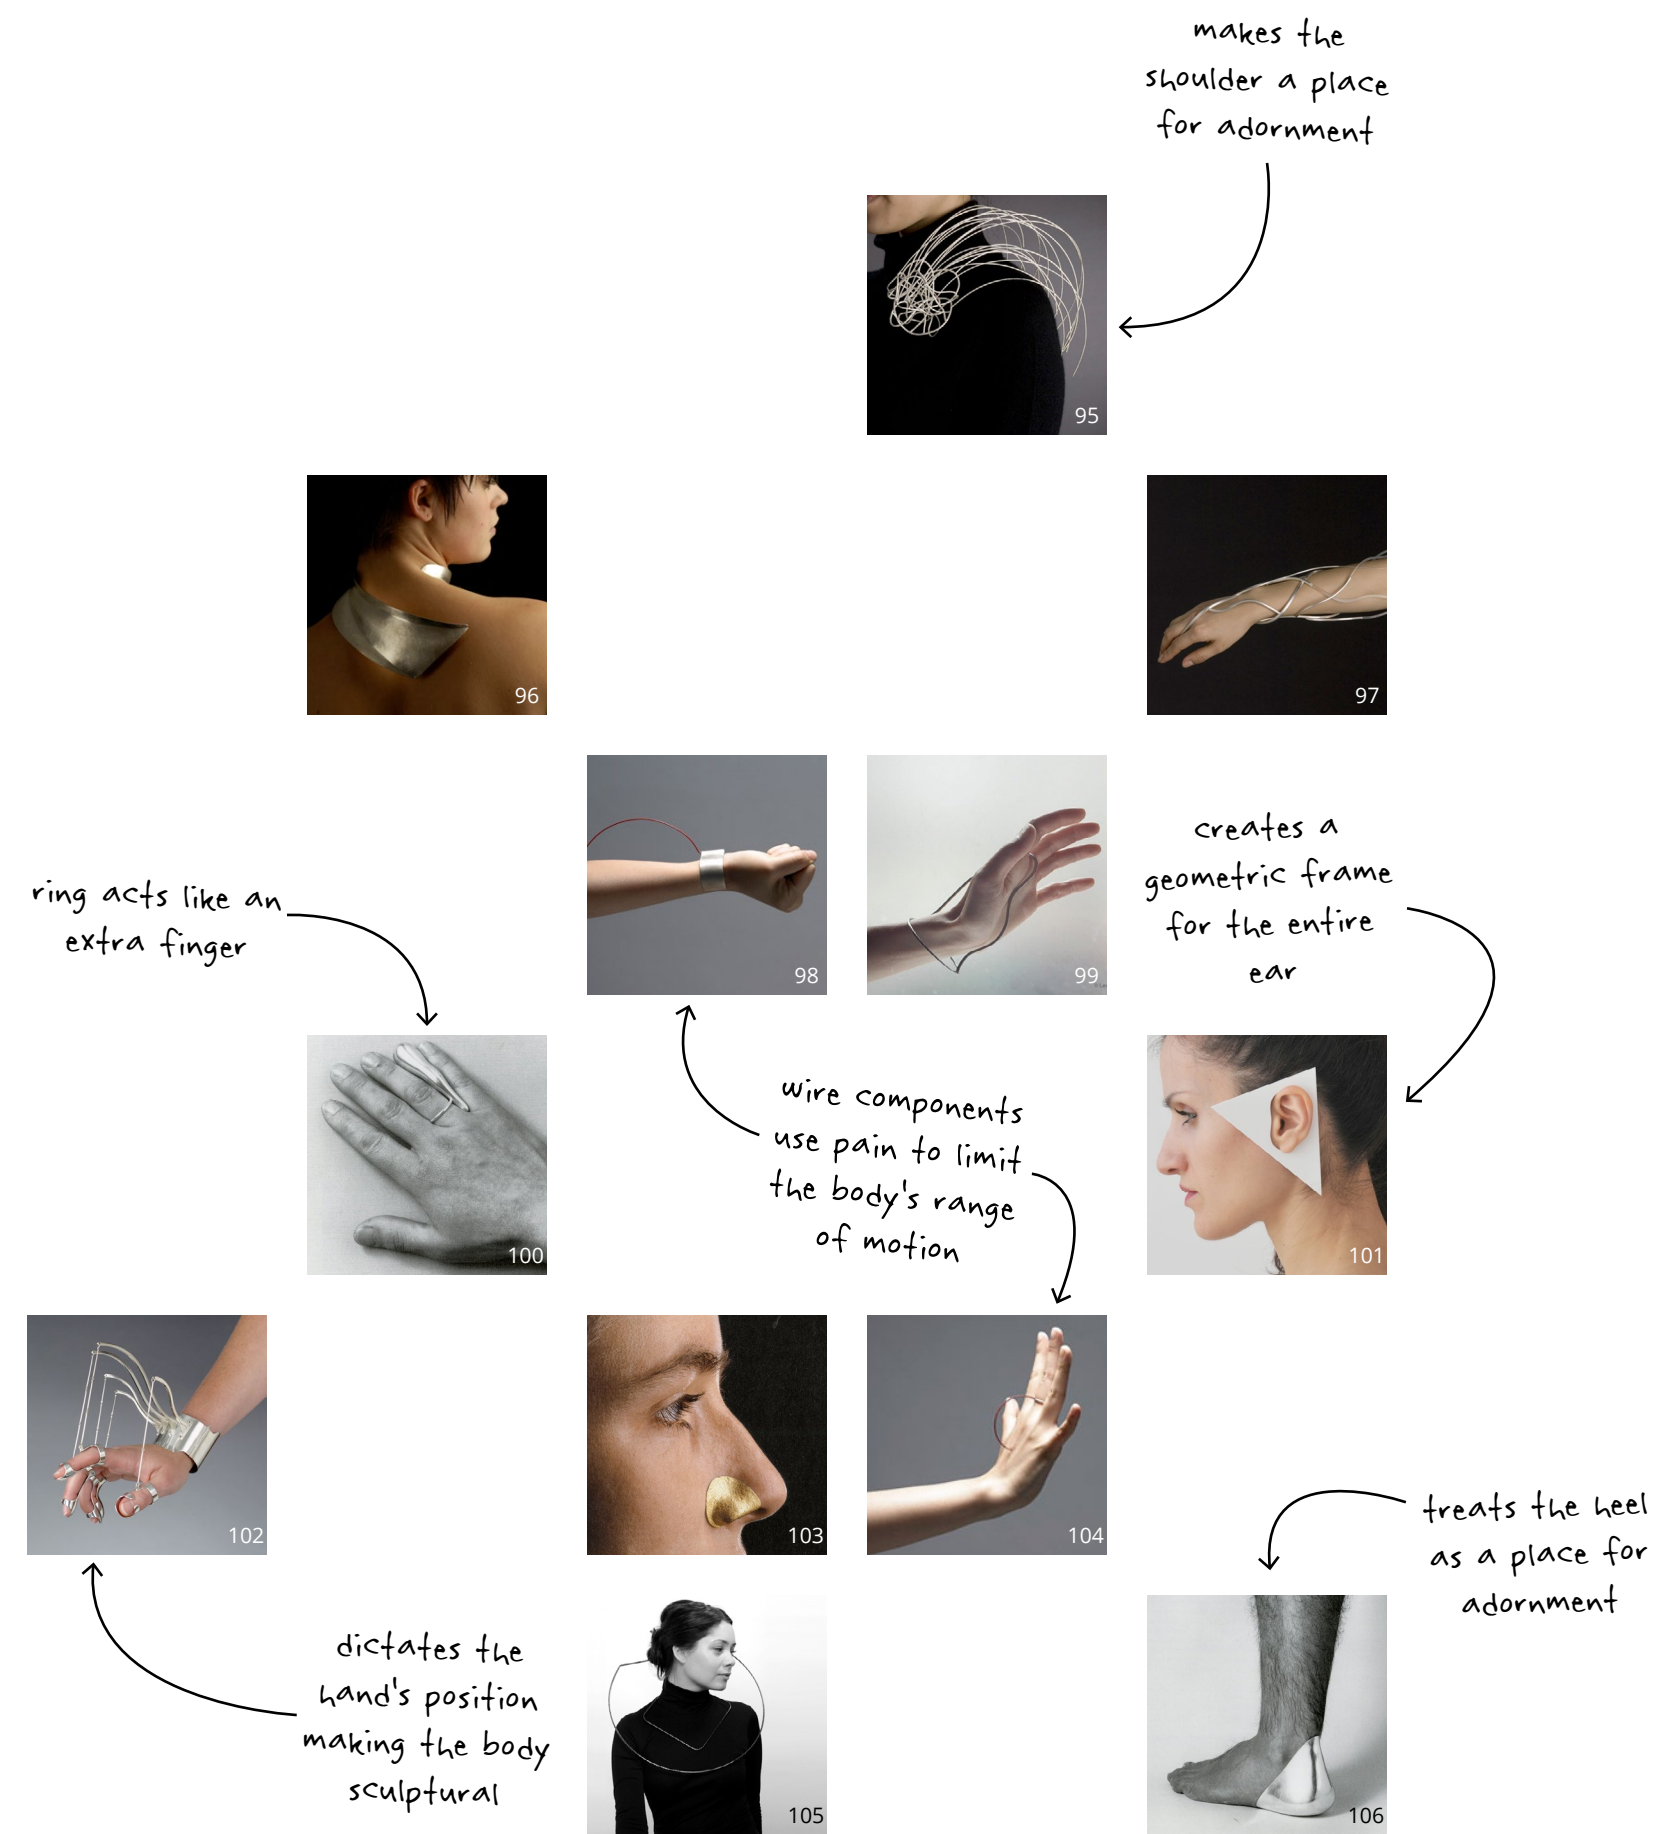 makes the
shoulder a place
for adornment
95
96
97
98
99
creates a
geometric frame
for the entire
ear
ring acts like an
extra finger
100
wire components
use pain to limit
the body's range
of motion
101
102
103
104
treats the heel
as a place for
adornment
dictates the
hand's position
making the body
sculptural
105
106